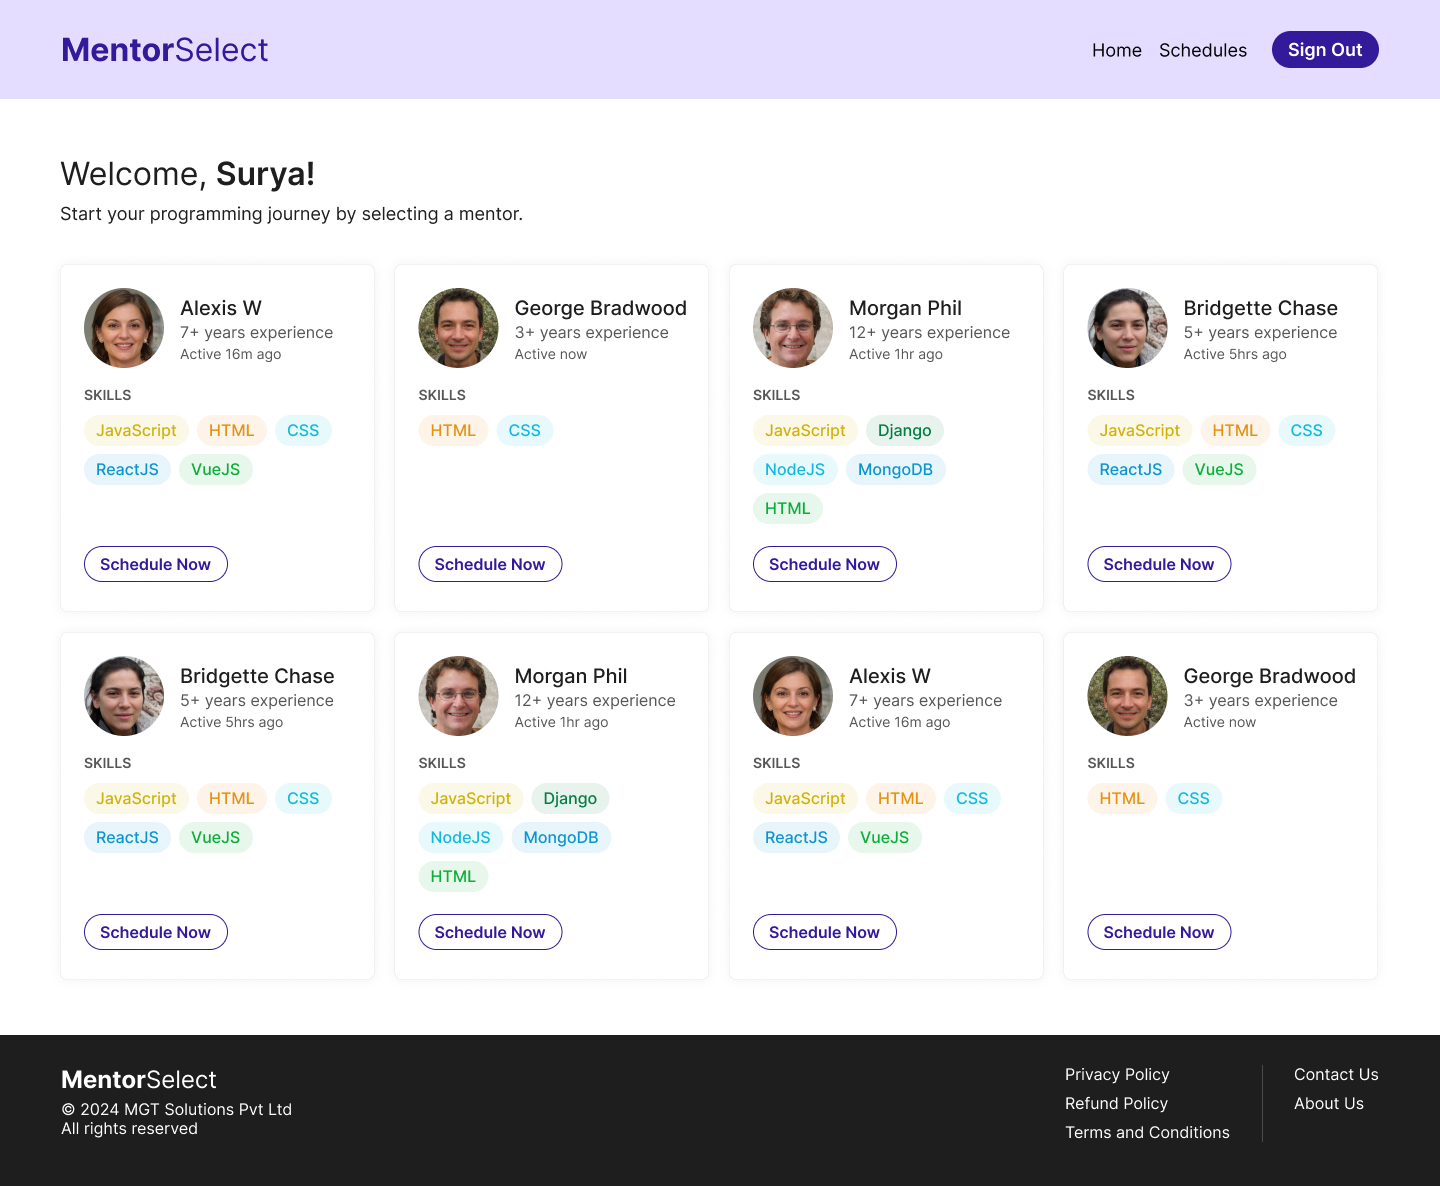 MentorSelect
Home Schedules Sign Out
Welcome, Surya!
Start your programming journey by selecting a mentor.
Alexis W
7+ years experience
Active 16m ago
SKILLS
JavaScript HTML CSS
ReactJS VueJS
Schedule Now
George Bradwood
3+ years experience
Active now
SKILLS
HTML CSS
Schedule Now
Morgan Phil
12+ years experience
Active 1hr ago
SKILLS
JavaScript Django
NodeJS MongoDB
HTML
Schedule Now
Bridgette Chase
5+ years experience
Active 5hrs ago
SKILLS
JavaScript HTML CSS
ReactJS VueJS
Schedule Now
Bridgette Chase
5+ years experience
Active 5hrs ago
SKILLS
JavaScript HTML CSS
ReactJS VueJS
Schedule Now
Morgan Phil
12+ years experience
Active 1hr ago
SKILLS
JavaScript Django
NodeJS MongoDB
HTML
Schedule Now
Alexis W
7+ years experience
Active 16m ago
SKILLS
JavaScript HTML CSS
ReactJS VueJS
Schedule Now
George Bradwood
3+ years experience
Active now
SKILLS
HTML CSS
Schedule Now
MentorSelect
© 2024 MGT Solutions Pvt Ltd
All rights reserved
Privacy Policy
Refund Policy
Terms and Conditions
Contact Us
About Us